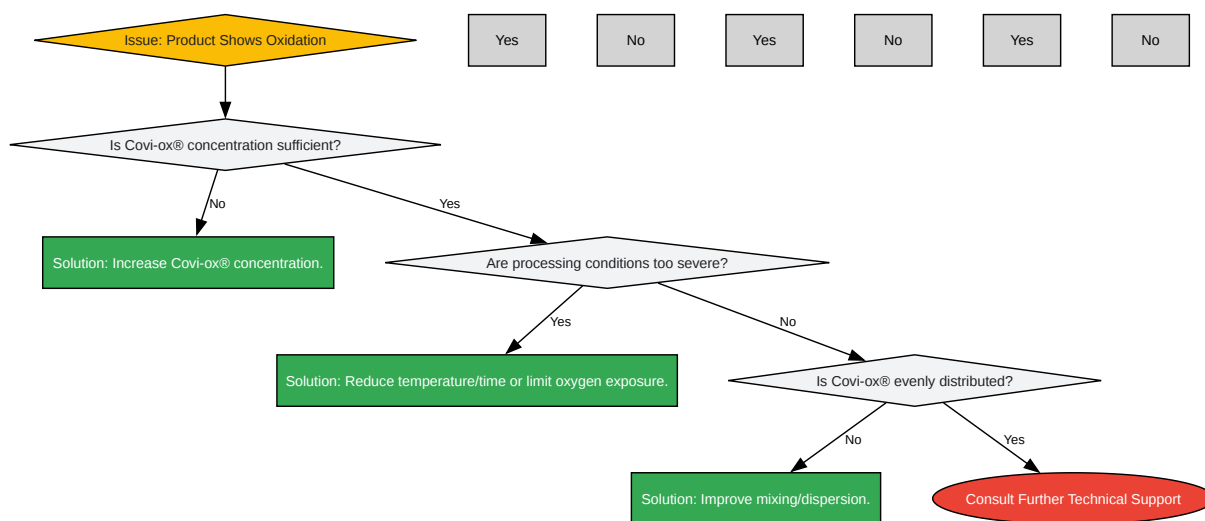 Issue: Product Shows Oxidation
Yes
No
Yes
No
Yes
No
Is Covi-ox® concentration sufficient?
No
Yes
Solution: Increase Covi-ox® concentration.
Are processing conditions too severe?
Yes
No
Solution: Reduce temperature/time or limit oxygen exposure.
Is Covi-ox® evenly distributed?
No
Yes
Solution: Improve mixing/dispersion.
Consult Further Technical Support